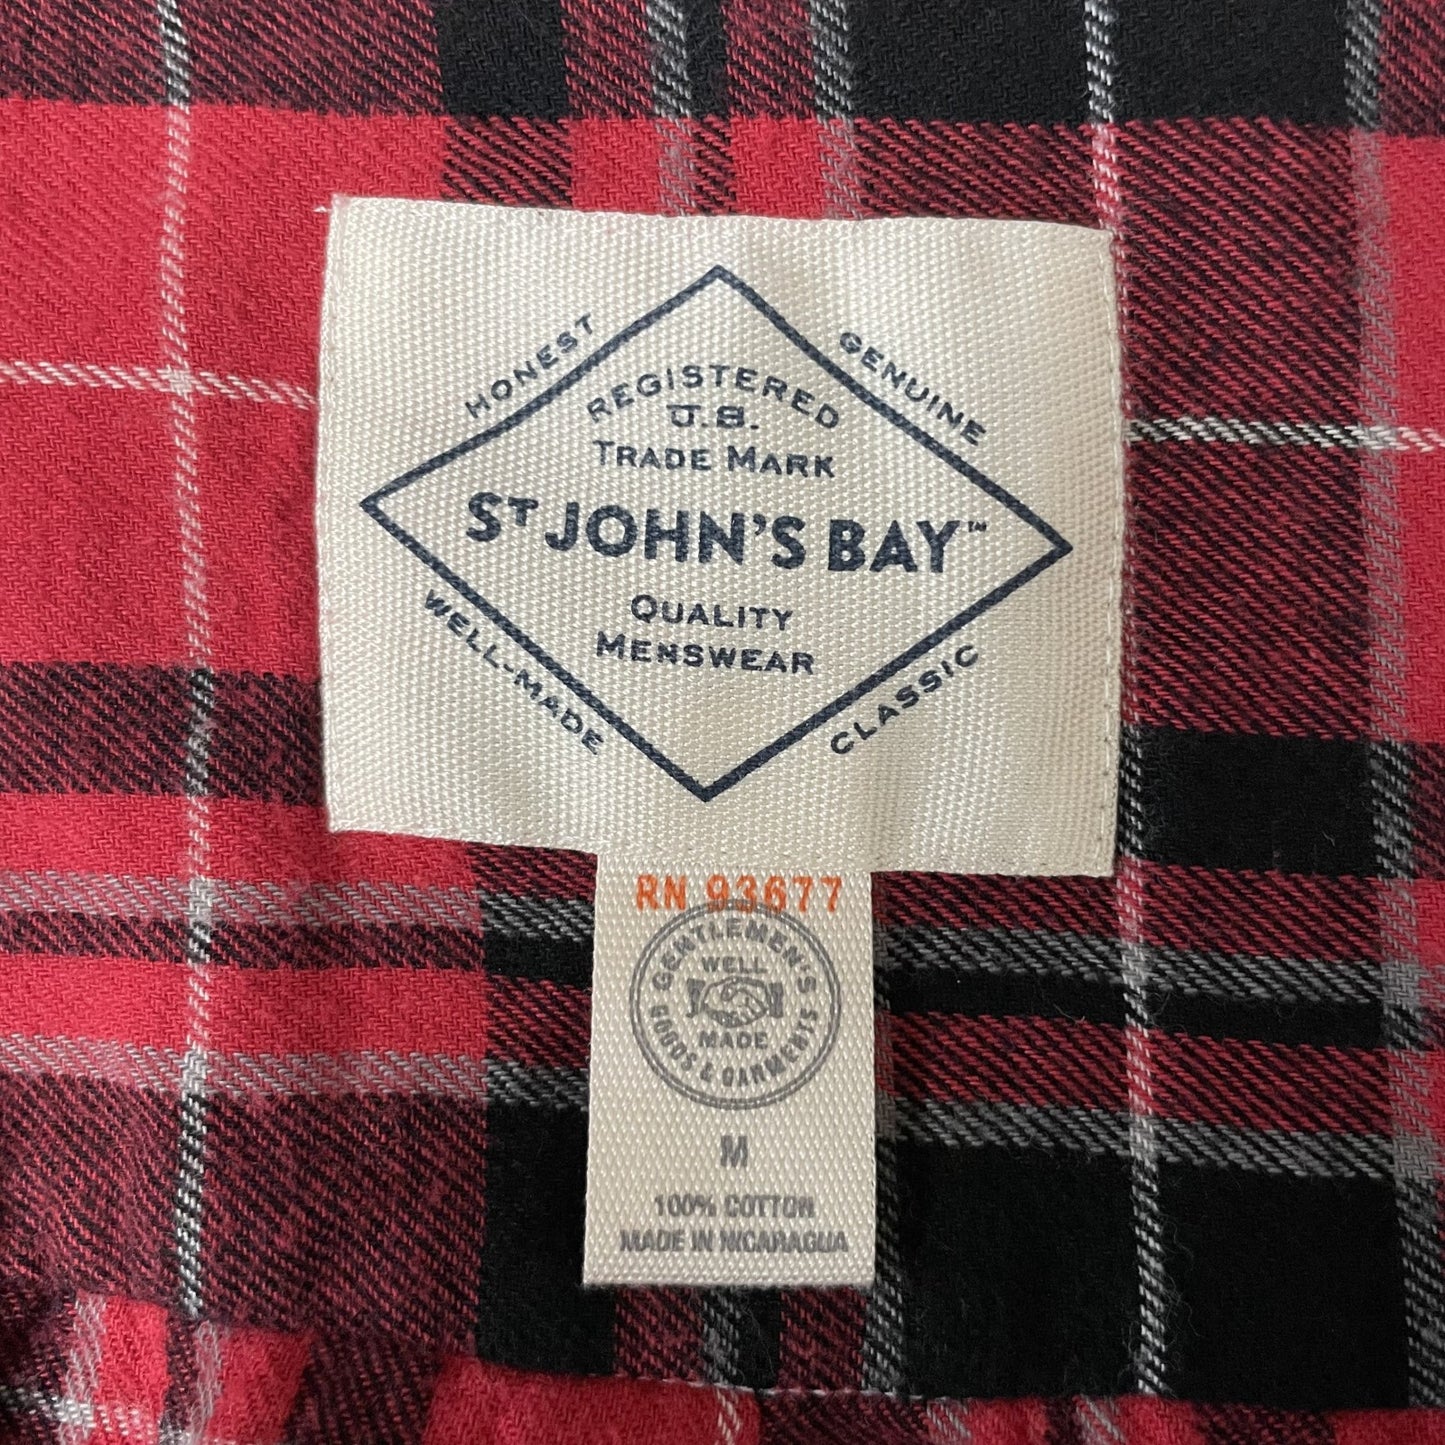 HONEST
GENUINE
REGISTERED
U.S.
TRADE MARK
ST JOHN'S BAY™
QUALITY
MENSWEAR
WELL-MADE
CLASSIC
RN 93677
GENTLEMEN'S
WELL
MADE
GOODS & GARMENTS
M
100% COTTON
MADE IN NICARAGUA